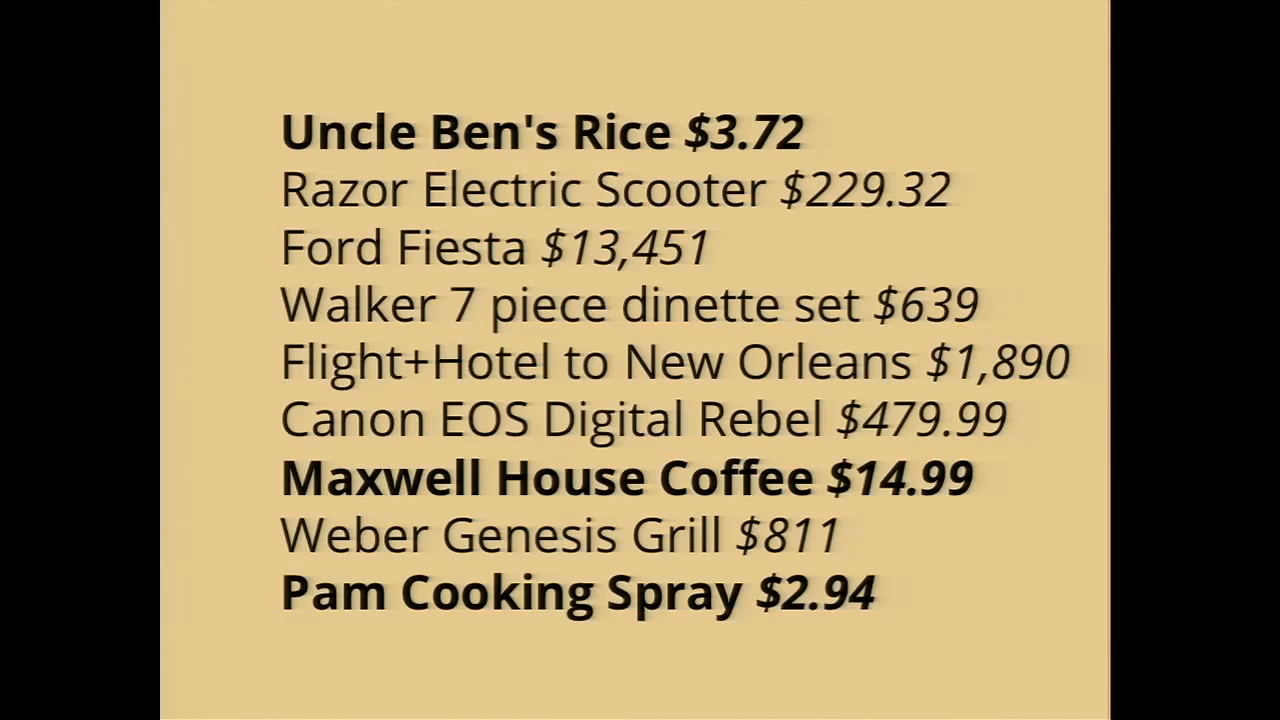 Uncle Ben's Rice $3.72
Razor Electric Scooter $229.32
Ford Fiesta $13,451
Walker 7 piece dinette set $639
Flight+Hotel to New Orleans $1,890
Canon EOS Digital Rebel $479.99
Maxwell House Coffee $14.99
Weber Genesis Grill $811
Pam Cooking Spray $2.94